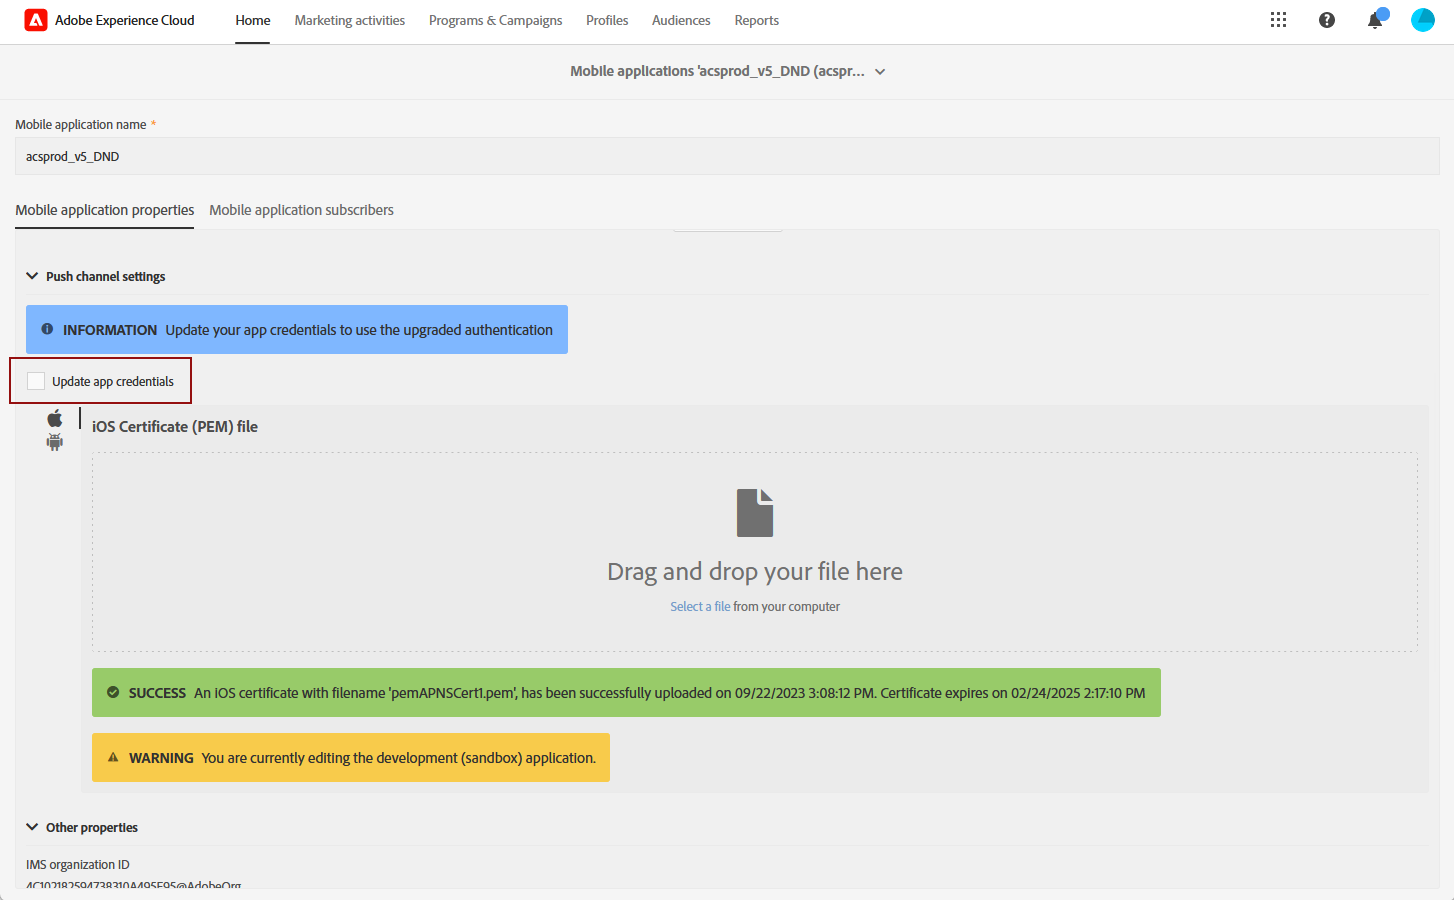 Adobe Experience Cloud
Home
Marketing activities
Programs & Campaigns
Profiles
Audiences
Reports
Mobile applications 'acsprod_v5_DND (acspr...
Mobile application name *
acsprod_v5_DND
Mobile application properties
Mobile application subscribers
Push channel settings
INFORMATION Update your app credentials to use the upgraded authentication
Update app credentials
iOS Certificate (PEM) file
Drag and drop your file here
Select a file from your computer
SUCCESS An iOS certificate with filename 'pemAPNSCert1.pem', has been successfully uploaded on 09/22/2023 3:08:12 PM. Certificate expires on 02/24/2025 2:17:10 PM
WARNING You are currently editing the development (sandbox) application.
Other properties
IMS organization ID
4C102182594738310A495E95@AdobeOrg